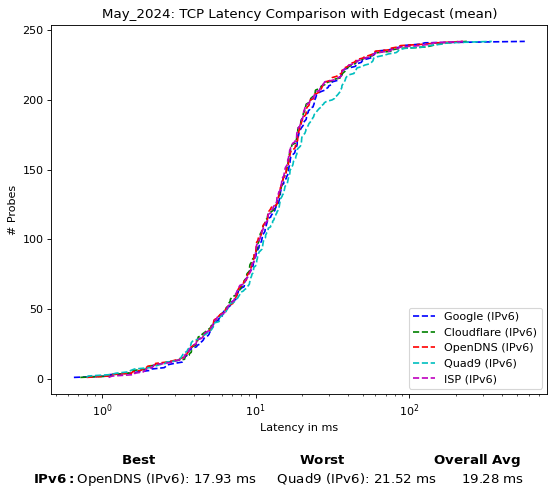 May_2024: TCP Latency Comparison with Edgecast (mean)
250
200
150
100
50
0
# Probes
10⁰
10¹
10²
Latency in ms
Google (IPv6)
Cloudflare (IPv6)
OpenDNS (IPv6)
Quad9 (IPv6)
ISP (IPv6)
Best Worst Overall Avg
IPv6: OpenDNS (IPv6): 17.93 ms Quad9 (IPv6): 21.52 ms 19.28 ms